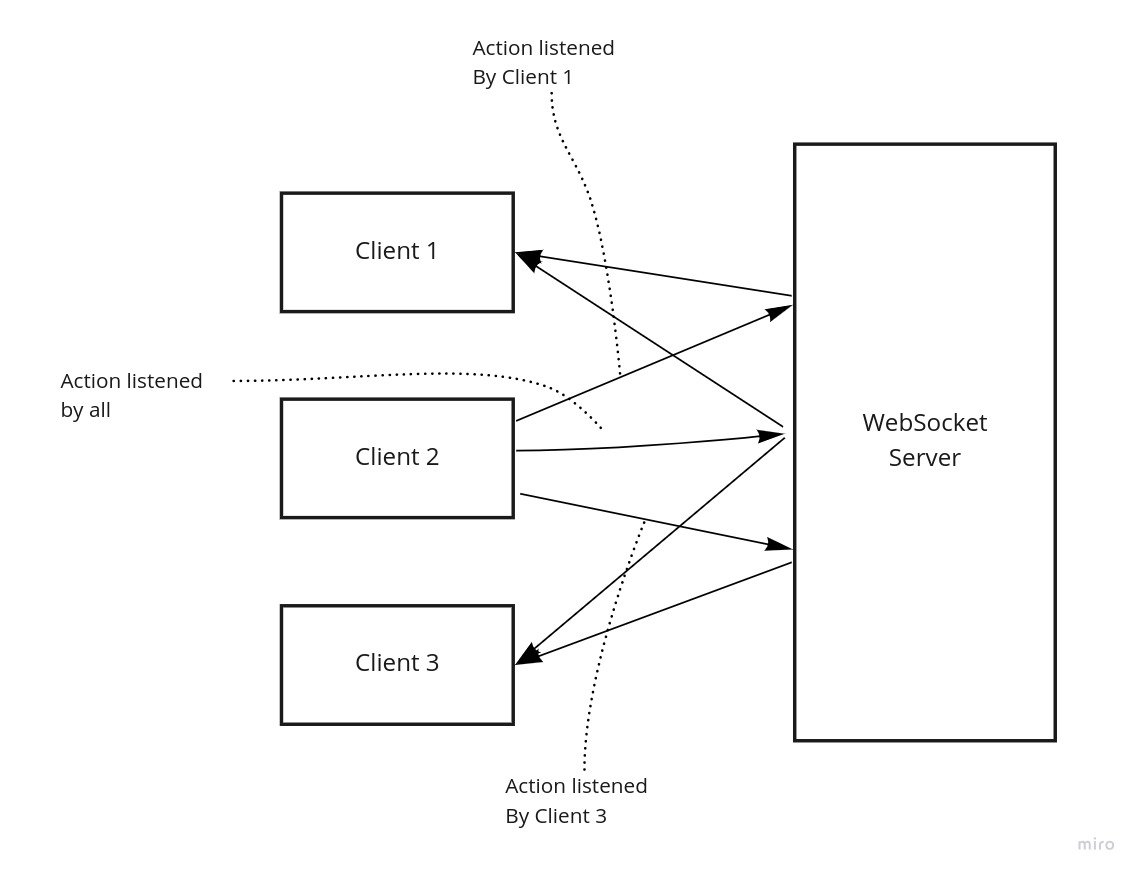 Action listened
By Client 1
Client 1
Action listened
by all
Client 2
WebSocket
Server
Client 3
Action listened
By Client 3
miro